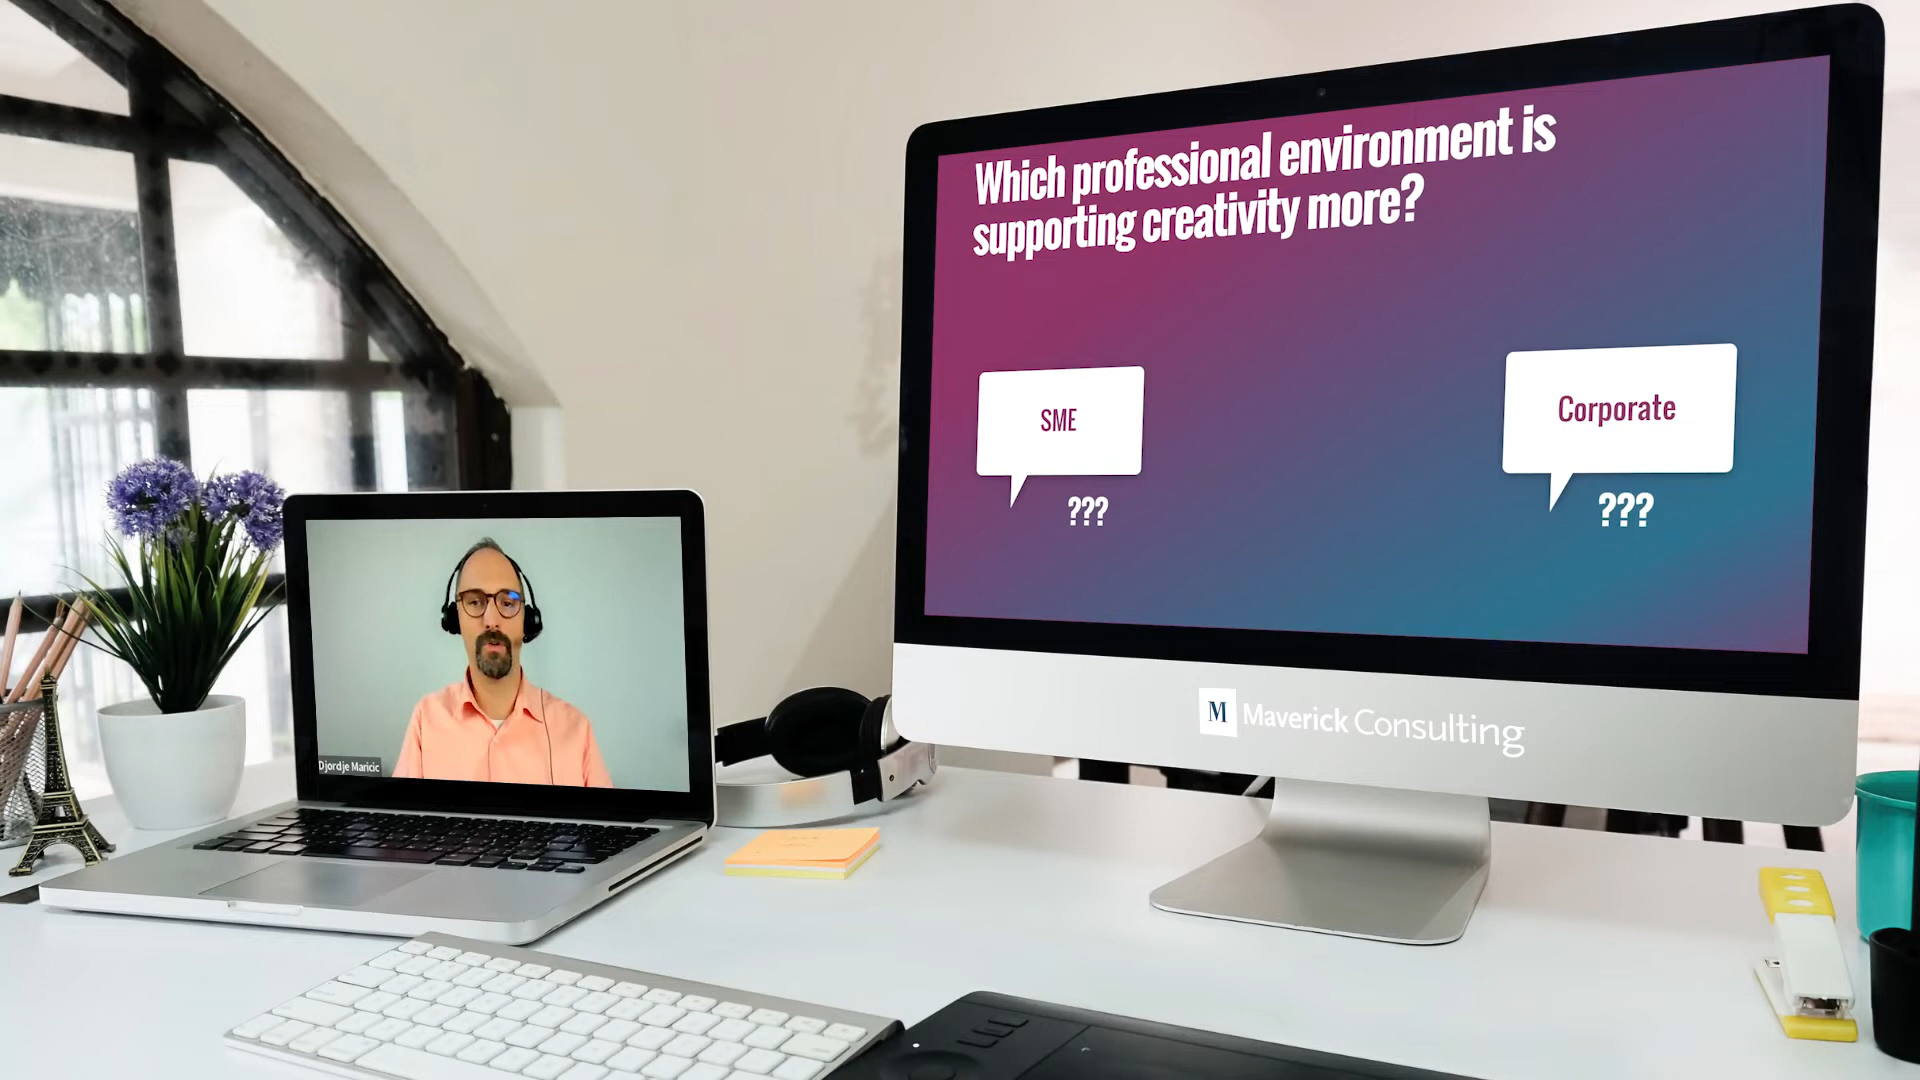 Which professional environment is
supporting creativity more?
SME
Corporate
???
???
M Maverick Consulting
Djordje Maricic